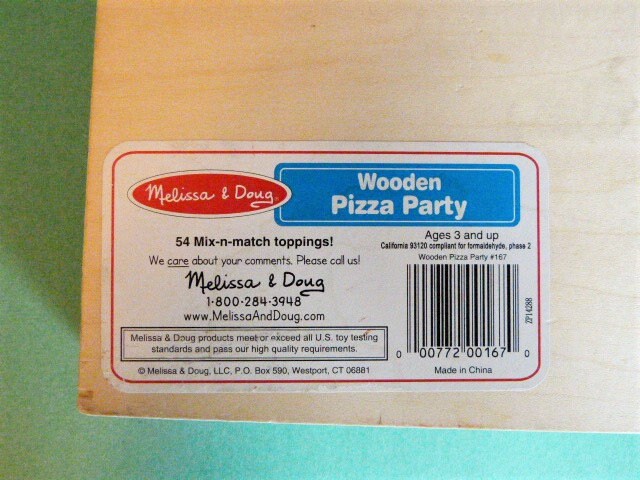 Melissa & Doug®
Wooden
Pizza Party
54 Mix-n-match toppings!
We care about your comments. Please call us!
Melissa & Doug
1-800-284-3948
www.MelissaAndDoug.com
Melissa & Doug products meet or exceed all U.S. toy testing
standards and pass our high quality requirements.
© Melissa & Doug, LLC, P.O. Box 590, Westport, CT 06881
Ages 3 and up
California 93120 compliant for formaldehyde, phase 2
Wooden Pizza Party #167
ZP14288
0 00772 00167 0
Made in China